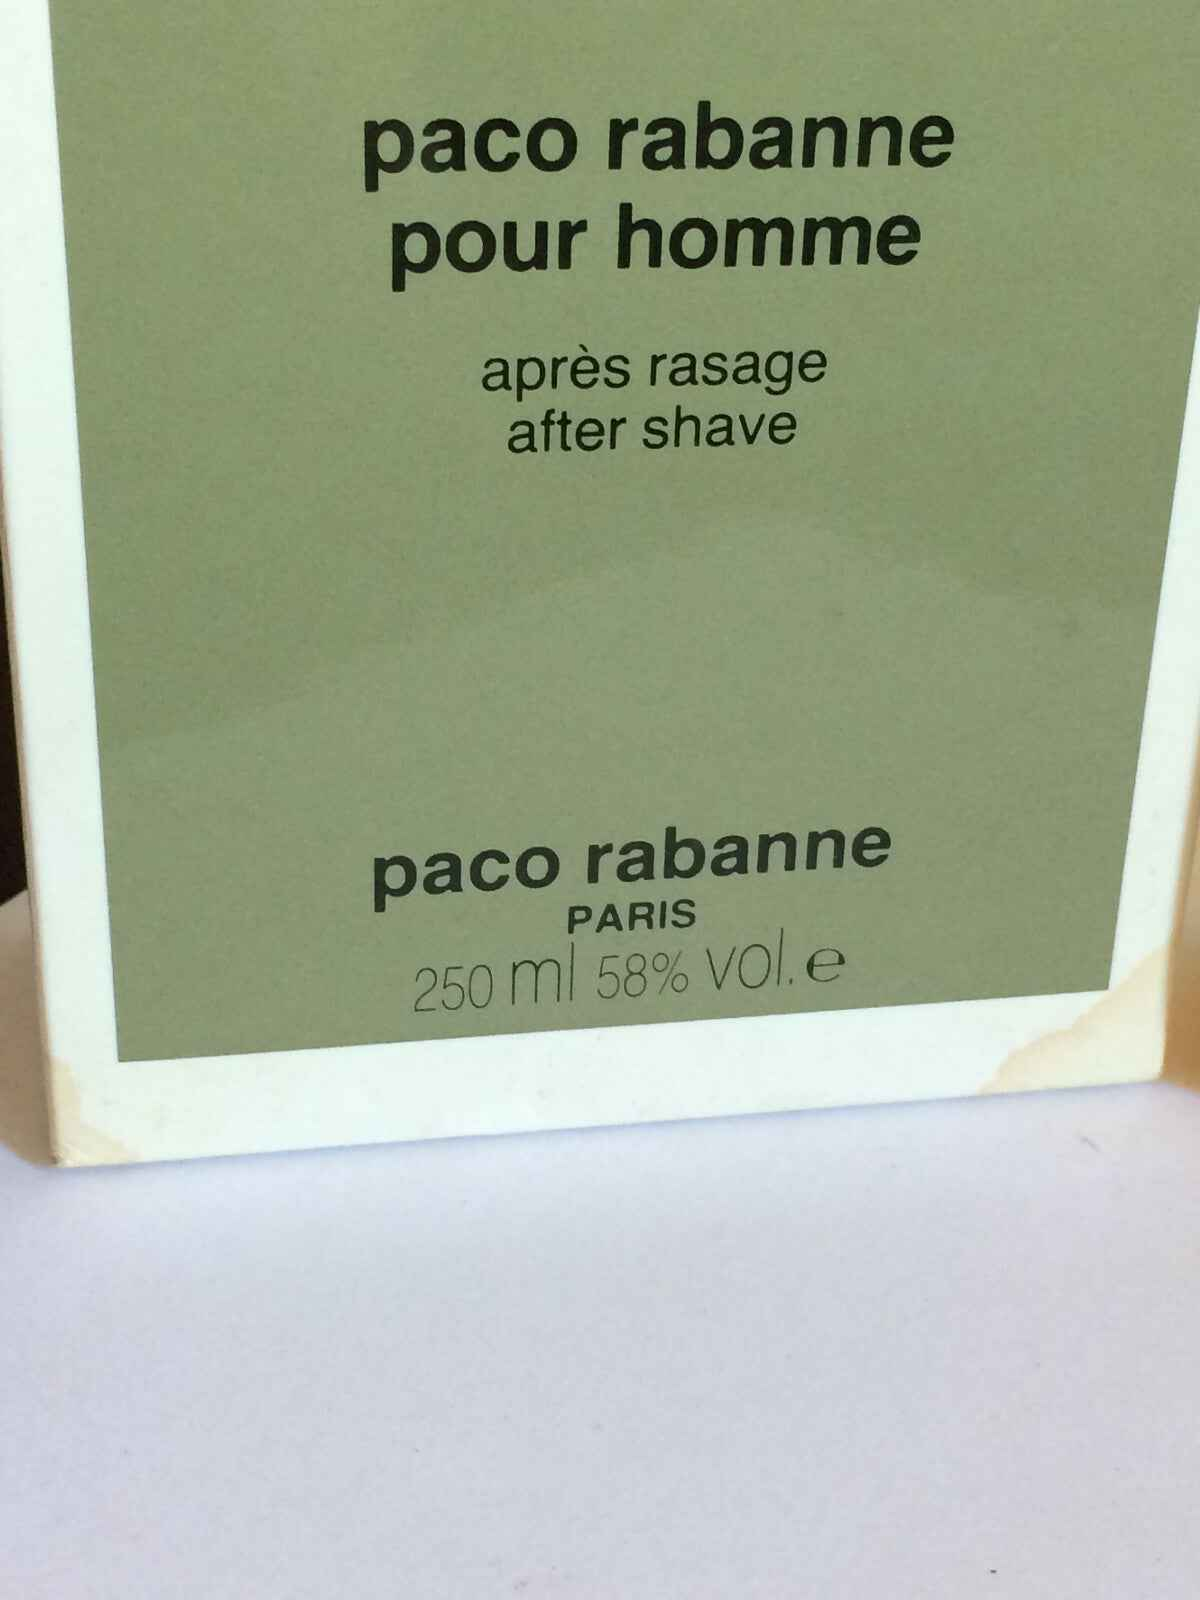 paco rabanne
pour homme
après rasage
after shave
paco rabanne
PARIS
250 ml 58% vol. e